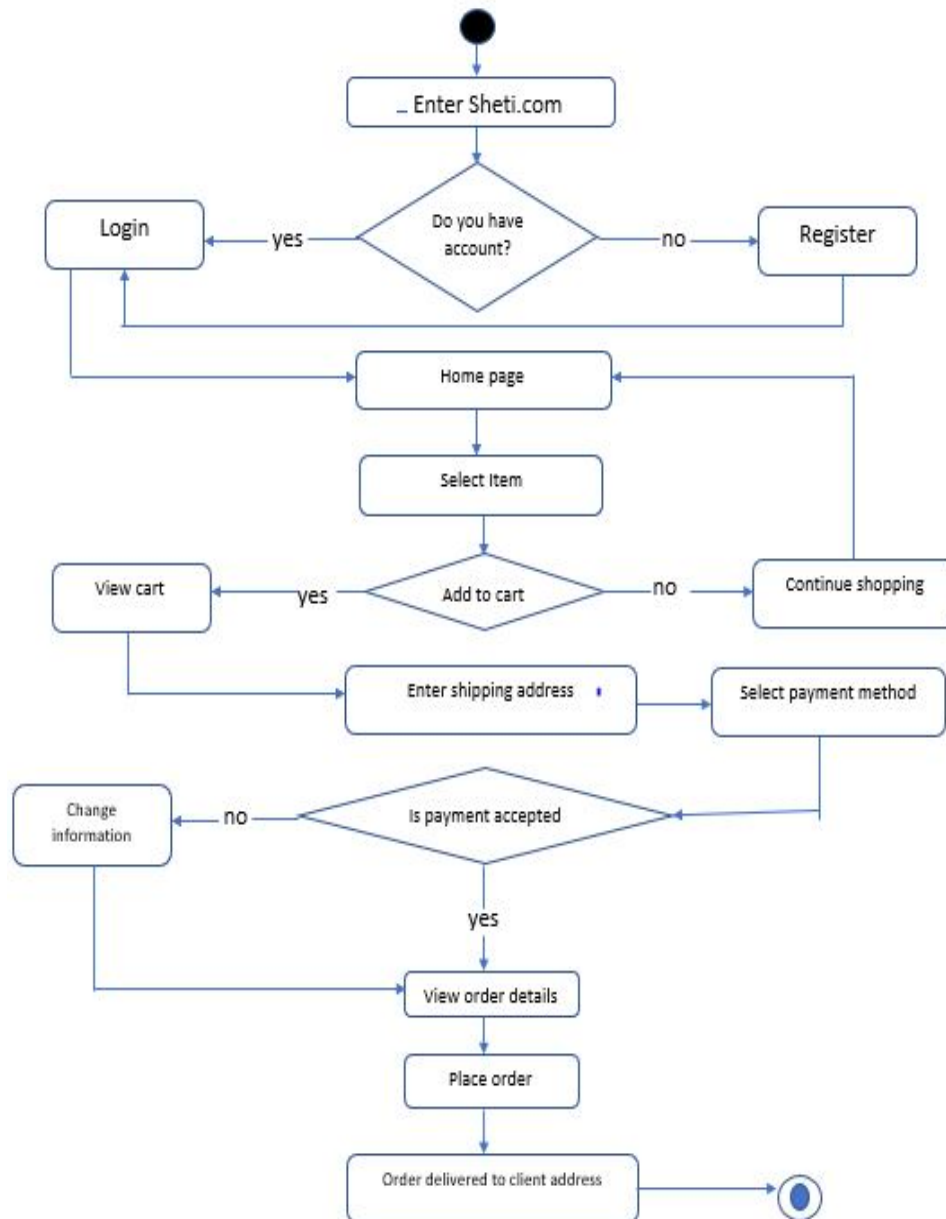 _ Enter Sheti.com
Do you have
account?
Login
yes
no
Register
Home page
Select Item
View cart
yes
Add to cart
no
Continue shopping
Enter shipping address
Select payment method
Change
information
no
Is payment accepted
yes
View order details
Place order
Order delivered to client address